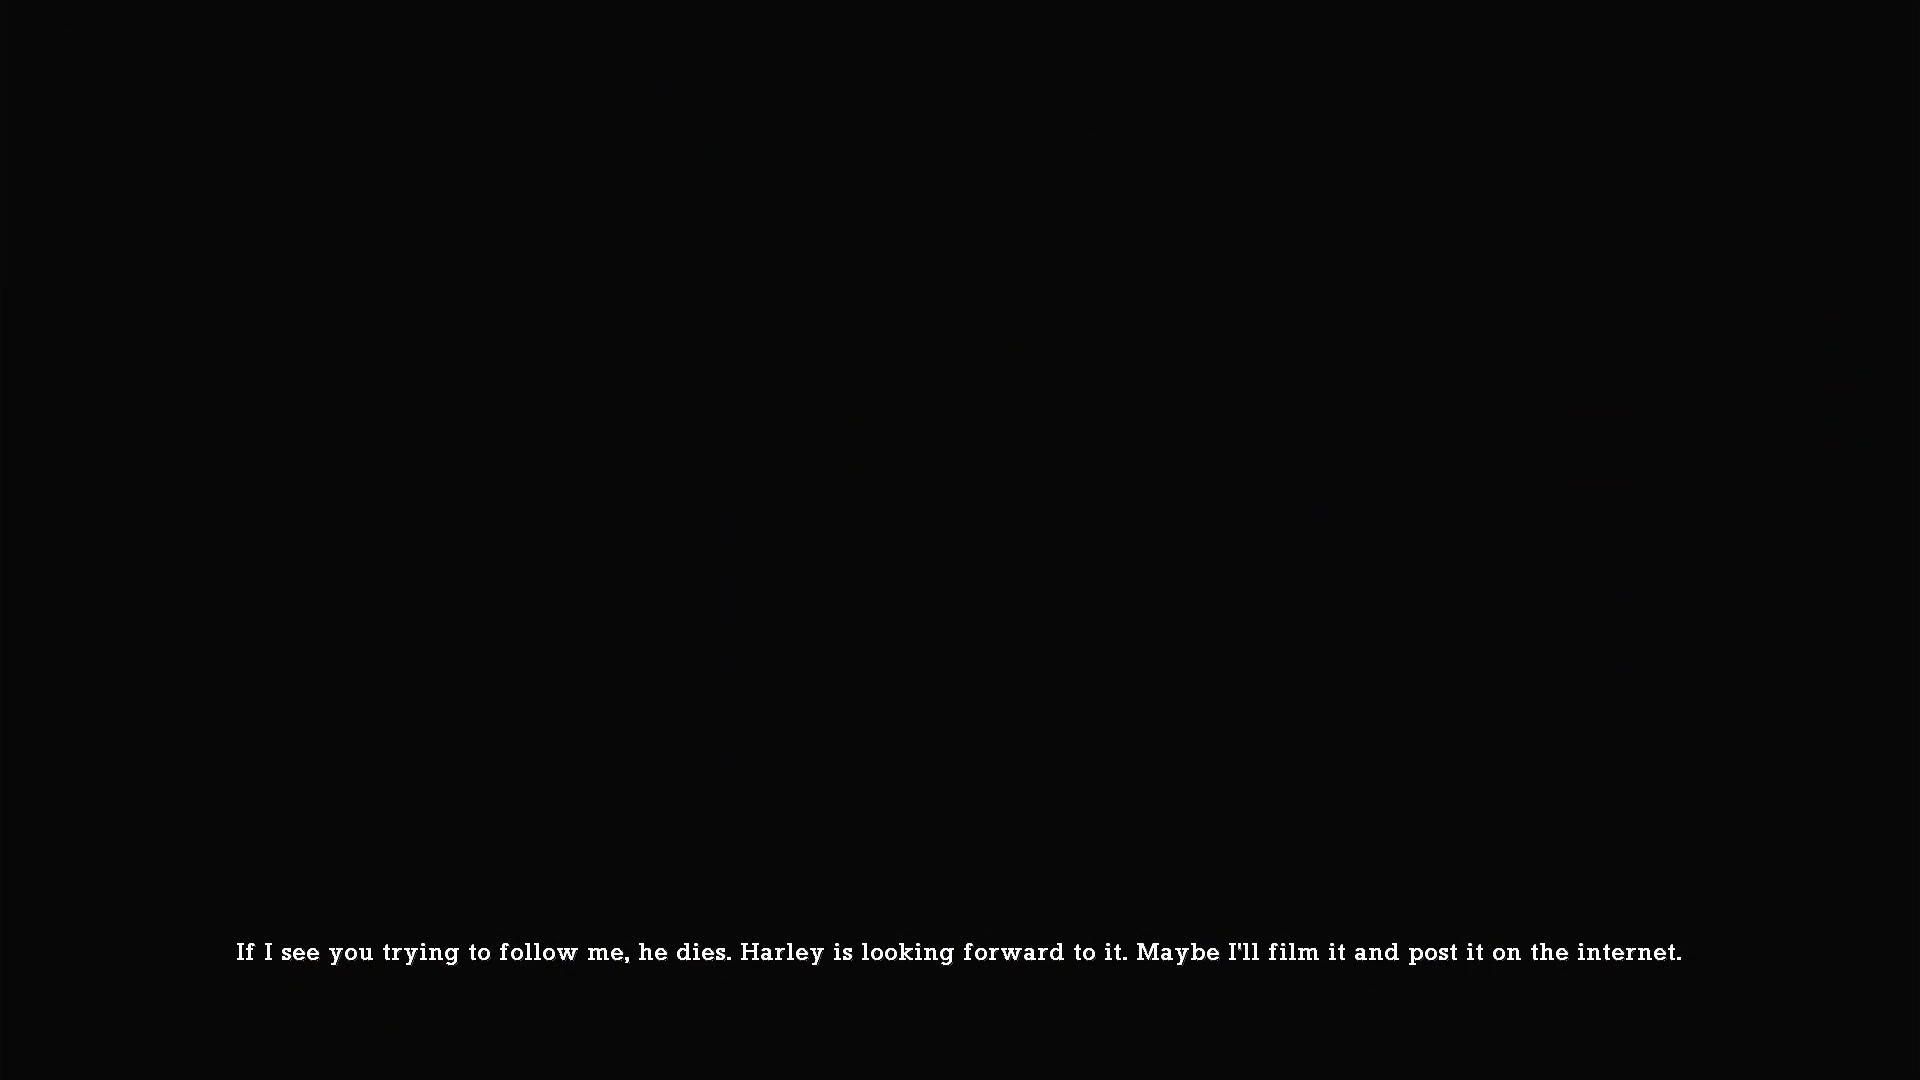 If I see you trying to follow me, he dies. Harley is looking forward to it. Maybe I'll film it and post it on the internet.